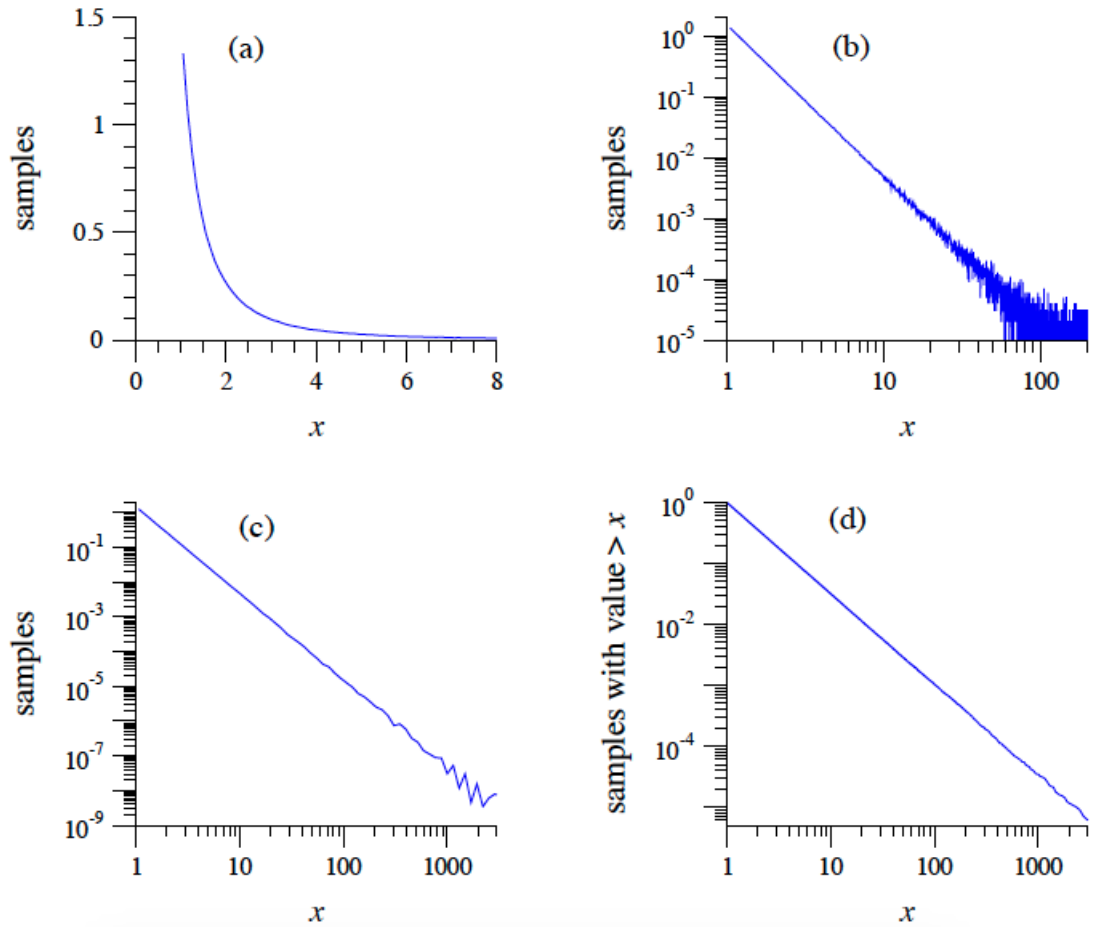 (a)
samples
1.5
1
0.5
0
0 2 4 6 8
x
(b)
samples
10^0
10^-1
10^-2
10^-3
10^-4
10^-5
1 10 100
x
(c)
samples
10^-1
10^-3
10^-5
10^-7
10^-9
1 10 100 1000
x
(d)
samples with value > x
10^0
10^-2
10^-4
1 10 100 1000
x